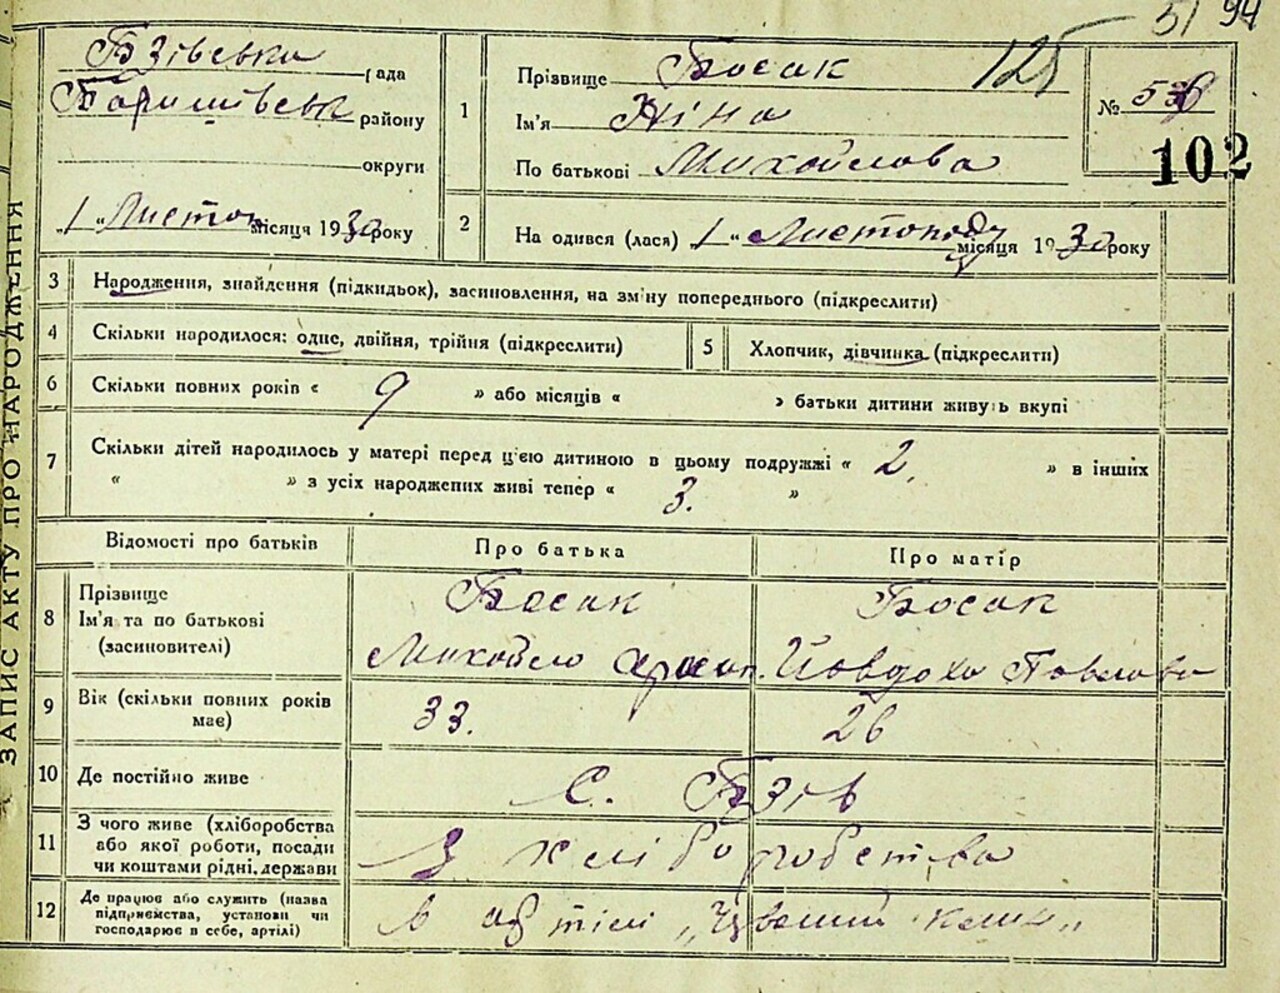 51 94
125
Бзівська рада
Баришівськ району
округи
„1“ Листоп місяця 1930 року
1
Прізвище Босак
Ім'я Ніна
По батькові Михойлова
№
102
2
На одився (лася) „1“ Листопаду місяця 1930 року
ЗАПИС АКТУ ПРО НАРОДЖЕННЯ
3 Народження, знайдення (підкидьок), засиновлення, на зміну попереднього (підкреслити)
4 Скільки народилося: одне, двійня, трійня (підкреслити)
5 Хлопчик, дівчинка (підкреслити)
6 Скільки повних років « 9 » або місяців « » батьки дитини живуть вкупі
7 Скільки дітей народилось у матері перед цією дитиною в цьому подружжі « 2, » в інших
« » з усіх народжених живі тепер « 3. »
Відомості про батьків Про батька Про матір
8 Прізвище
Ім'я та по батькові
(засиновителі)
Босак Босак
Михойло Йовдоха Павлова
9 Вік (скільки повних років
має)
33. 26
10 Де постійно живе с. Бзів
11 З чого живе (хліборобства
або якої роботи, посади
чи коштами рідні, держави
З хліборобства
12 Де працює або служить (назва
підприємства, установи чи
господарює в себе, артілі)
в артілі